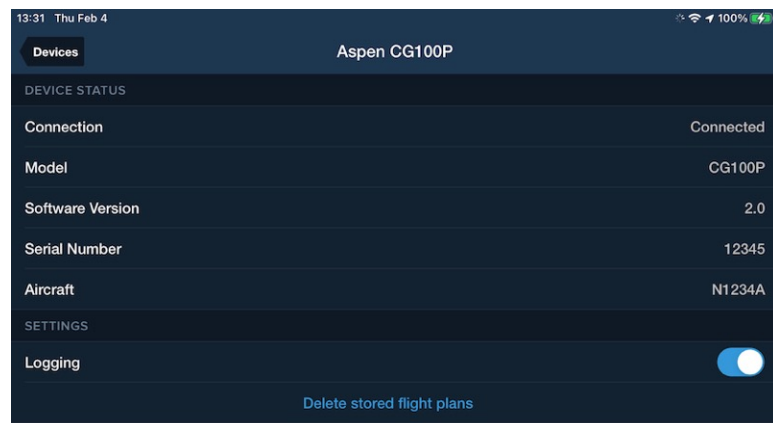 13:31 Thu Feb 4
100%
Devices
Aspen CG100P
DEVICE STATUS
Connection Connected
Model CG100P
Software Version 2.0
Serial Number 12345
Aircraft N1234A
SETTINGS
Logging
Delete stored flight plans